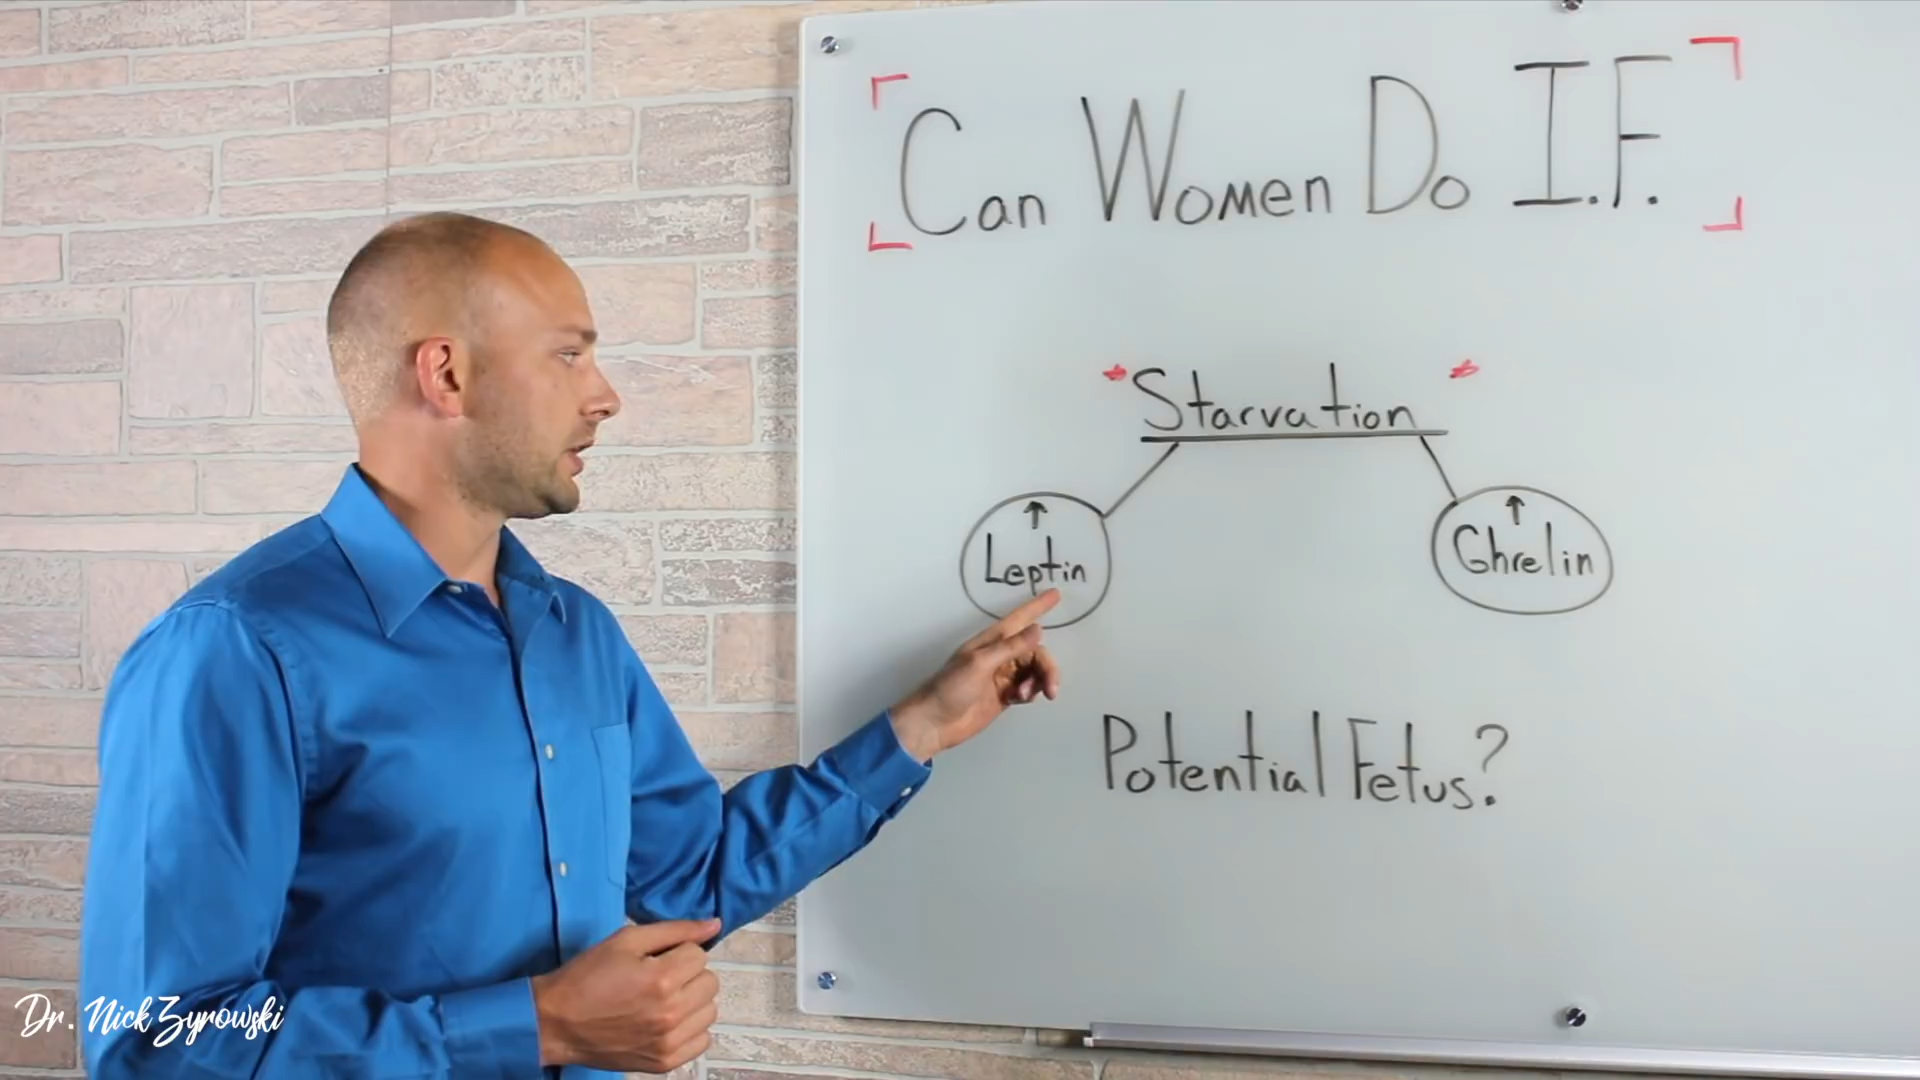 Can Women Do I.F.
* Starvation *
↑ ↑
Leptin Ghrelin
Potential Fetus?
Dr. Nick Zyrowski